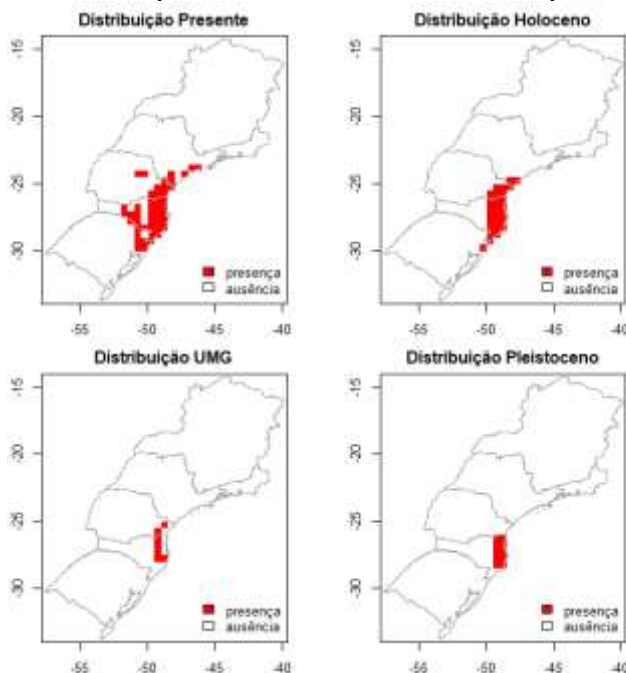 Distribuição Presente
-15
-20
-25
-30
presença
ausência
-55 -50 -45 -40
Distribuição Holoceno
-15
-20
-25
-30
presença
ausência
-55 -50 -45 -40
Distribuição UMG
-15
-20
-25
-30
presença
ausência
-55 -50 -45 -40
Distribuição Pleistoceno
-15
-20
-25
-30
presença
ausência
-55 -50 -45 -40